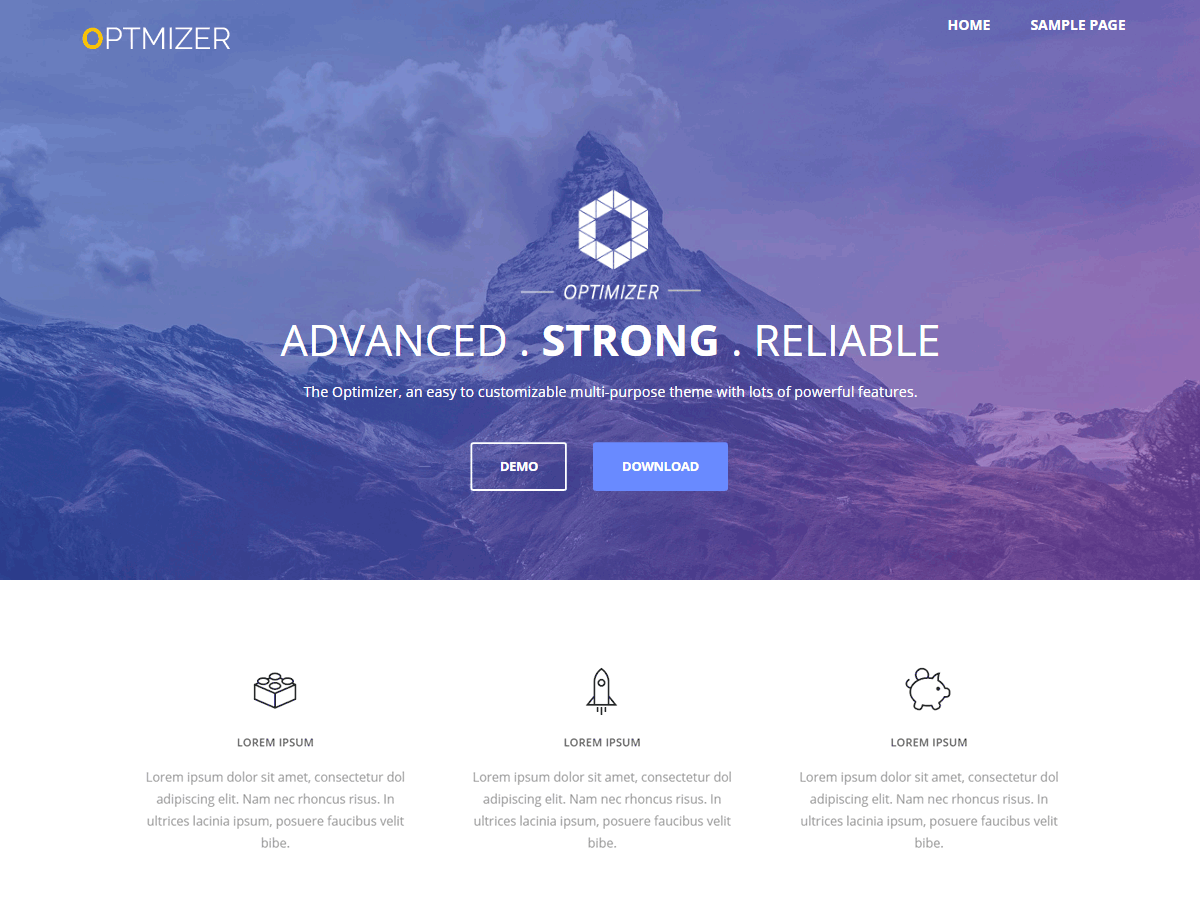 OPTMIZER
HOME
SAMPLE PAGE
OPTIMIZER
ADVANCED . STRONG . RELIABLE
The Optimizer, an easy to customizable multi-purpose theme with lots of powerful features.
DEMO
DOWNLOAD
LOREM IPSUM
Lorem ipsum dolor sit amet, consectetur dol
adipiscing elit. Nam nec rhoncus risus. In
ultrices lacinia ipsum, posuere faucibus velit
bibe.
LOREM IPSUM
Lorem ipsum dolor sit amet, consectetur dol
adipiscing elit. Nam nec rhoncus risus. In
ultrices lacinia ipsum, posuere faucibus velit
bibe.
LOREM IPSUM
Lorem ipsum dolor sit amet, consectetur dol
adipiscing elit. Nam nec rhoncus risus. In
ultrices lacinia ipsum, posuere faucibus velit
bibe.